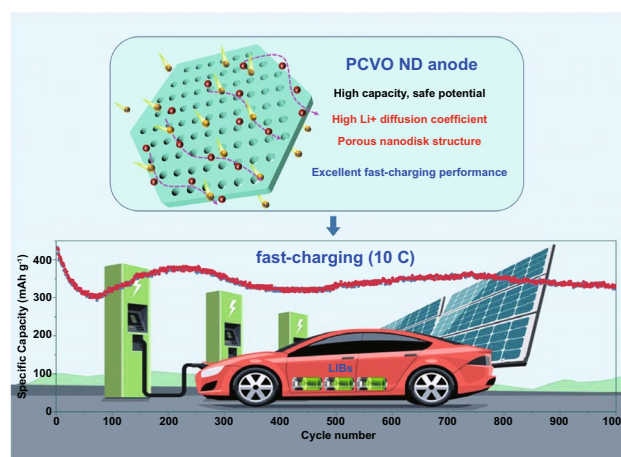 PCVO ND anode
High capacity, safe potential
High Li+ diffusion coefficient
Porous nanodisk structure
Excellent fast-charging performance
fast-charging (10 C)
Specific Capacity (mAh g⁻¹)
400
300
200
100
0
LIBs
0 100 200 300 400 500 600 700 800 900 1000
Cycle number